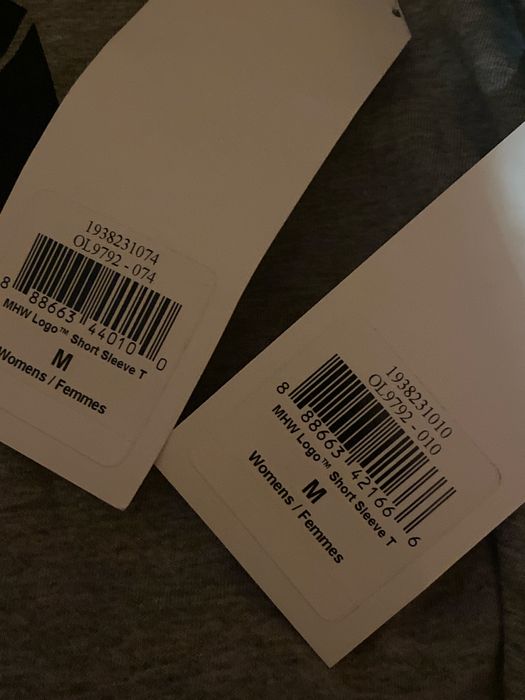 1938231074
OL9792 - 074
8 88663 44010 0
MHW Logo™ Short Sleeve T
M
Womens / Femmes
1938231010
OL9792 - 010
8 88663 42166 6
MHW Logo™ Short Sleeve T
M
Womens / Femmes